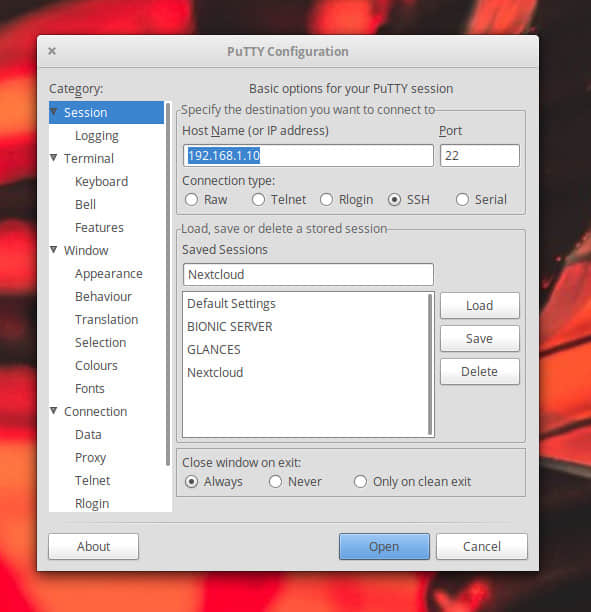 PuTTY Configuration
Category:
Session
Logging
Terminal
Keyboard
Bell
Features
Window
Appearance
Behaviour
Translation
Selection
Colours
Fonts
Connection
Data
Proxy
Telnet
Rlogin
Basic options for your PuTTY session
Specify the destination you want to connect to
Host Name (or IP address) Port
192.168.1.10 22
Connection type:
Raw Telnet Rlogin SSH Serial
Load, save or delete a stored session
Saved Sessions
Nextcloud
Default Settings
BIONIC SERVER
GLANCES
Nextcloud
Load
Save
Delete
Close window on exit:
Always Never Only on clean exit
About Open Cancel